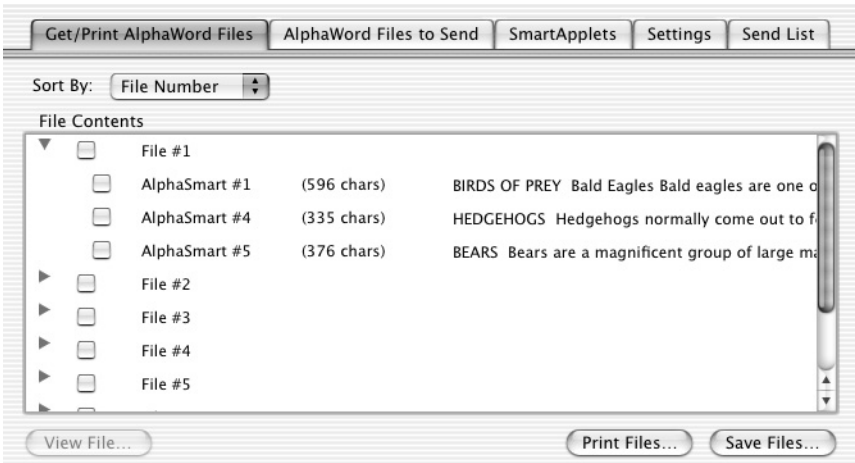 Get/Print AlphaWord Files AlphaWord Files to Send SmartApplets Settings Send List
Sort By: File Number
File Contents
File #1
AlphaSmart #1 (596 chars) BIRDS OF PREY Bald Eagles Bald eagles are one o
AlphaSmart #4 (335 chars) HEDGEHOGS Hedgehogs normally come out to f
AlphaSmart #5 (376 chars) BEARS Bears are a magnificent group of large ma
File #2
File #3
File #4
File #5
View File... Print Files... Save Files...